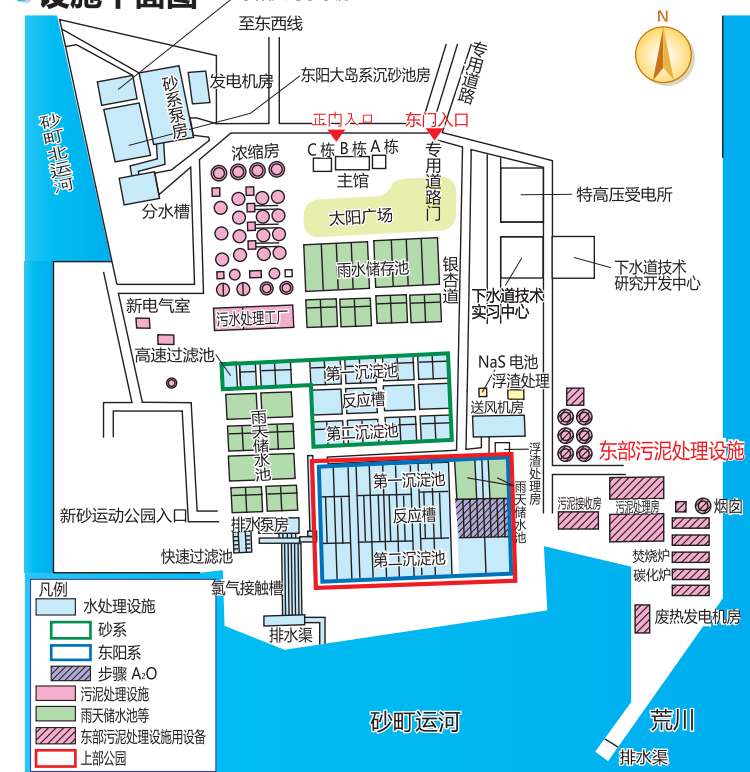 设施平面图
至东西线
N
专用道路
砂系泵房
发电机房
东阳大岛系沉砂池房
正门入口
东门入口
砂町北运河
浓缩房
C栋 B栋 A栋
主馆
专用道路门
特高压受电所
分水槽
太阳广场
雨水储存池
银杏道
下水道技术
研究开发中心
新电气室
污水处理工厂
下水道技术
实习中心
高速过滤池
第一沉淀池
NaS 电池
浮渣处理
反应槽
送风机房
雨天储水池
第二沉淀池
浮渣处理房
东部污泥处理设施
第一沉淀池
雨天储水池
污泥接收房
污泥处理房
烟囱
新砂运动公园入口
排水泵房
反应槽
快速过滤池
第二沉淀池
焚烧炉
碳化炉
氯气接触槽
废热发电机房
排水渠
凡例
水处理设施
砂系
东阳系
步骤 A₂O
污泥处理设施
雨天储水池等
东部污泥处理设施用设备
上部公园
砂町运河
荒川
排水渠